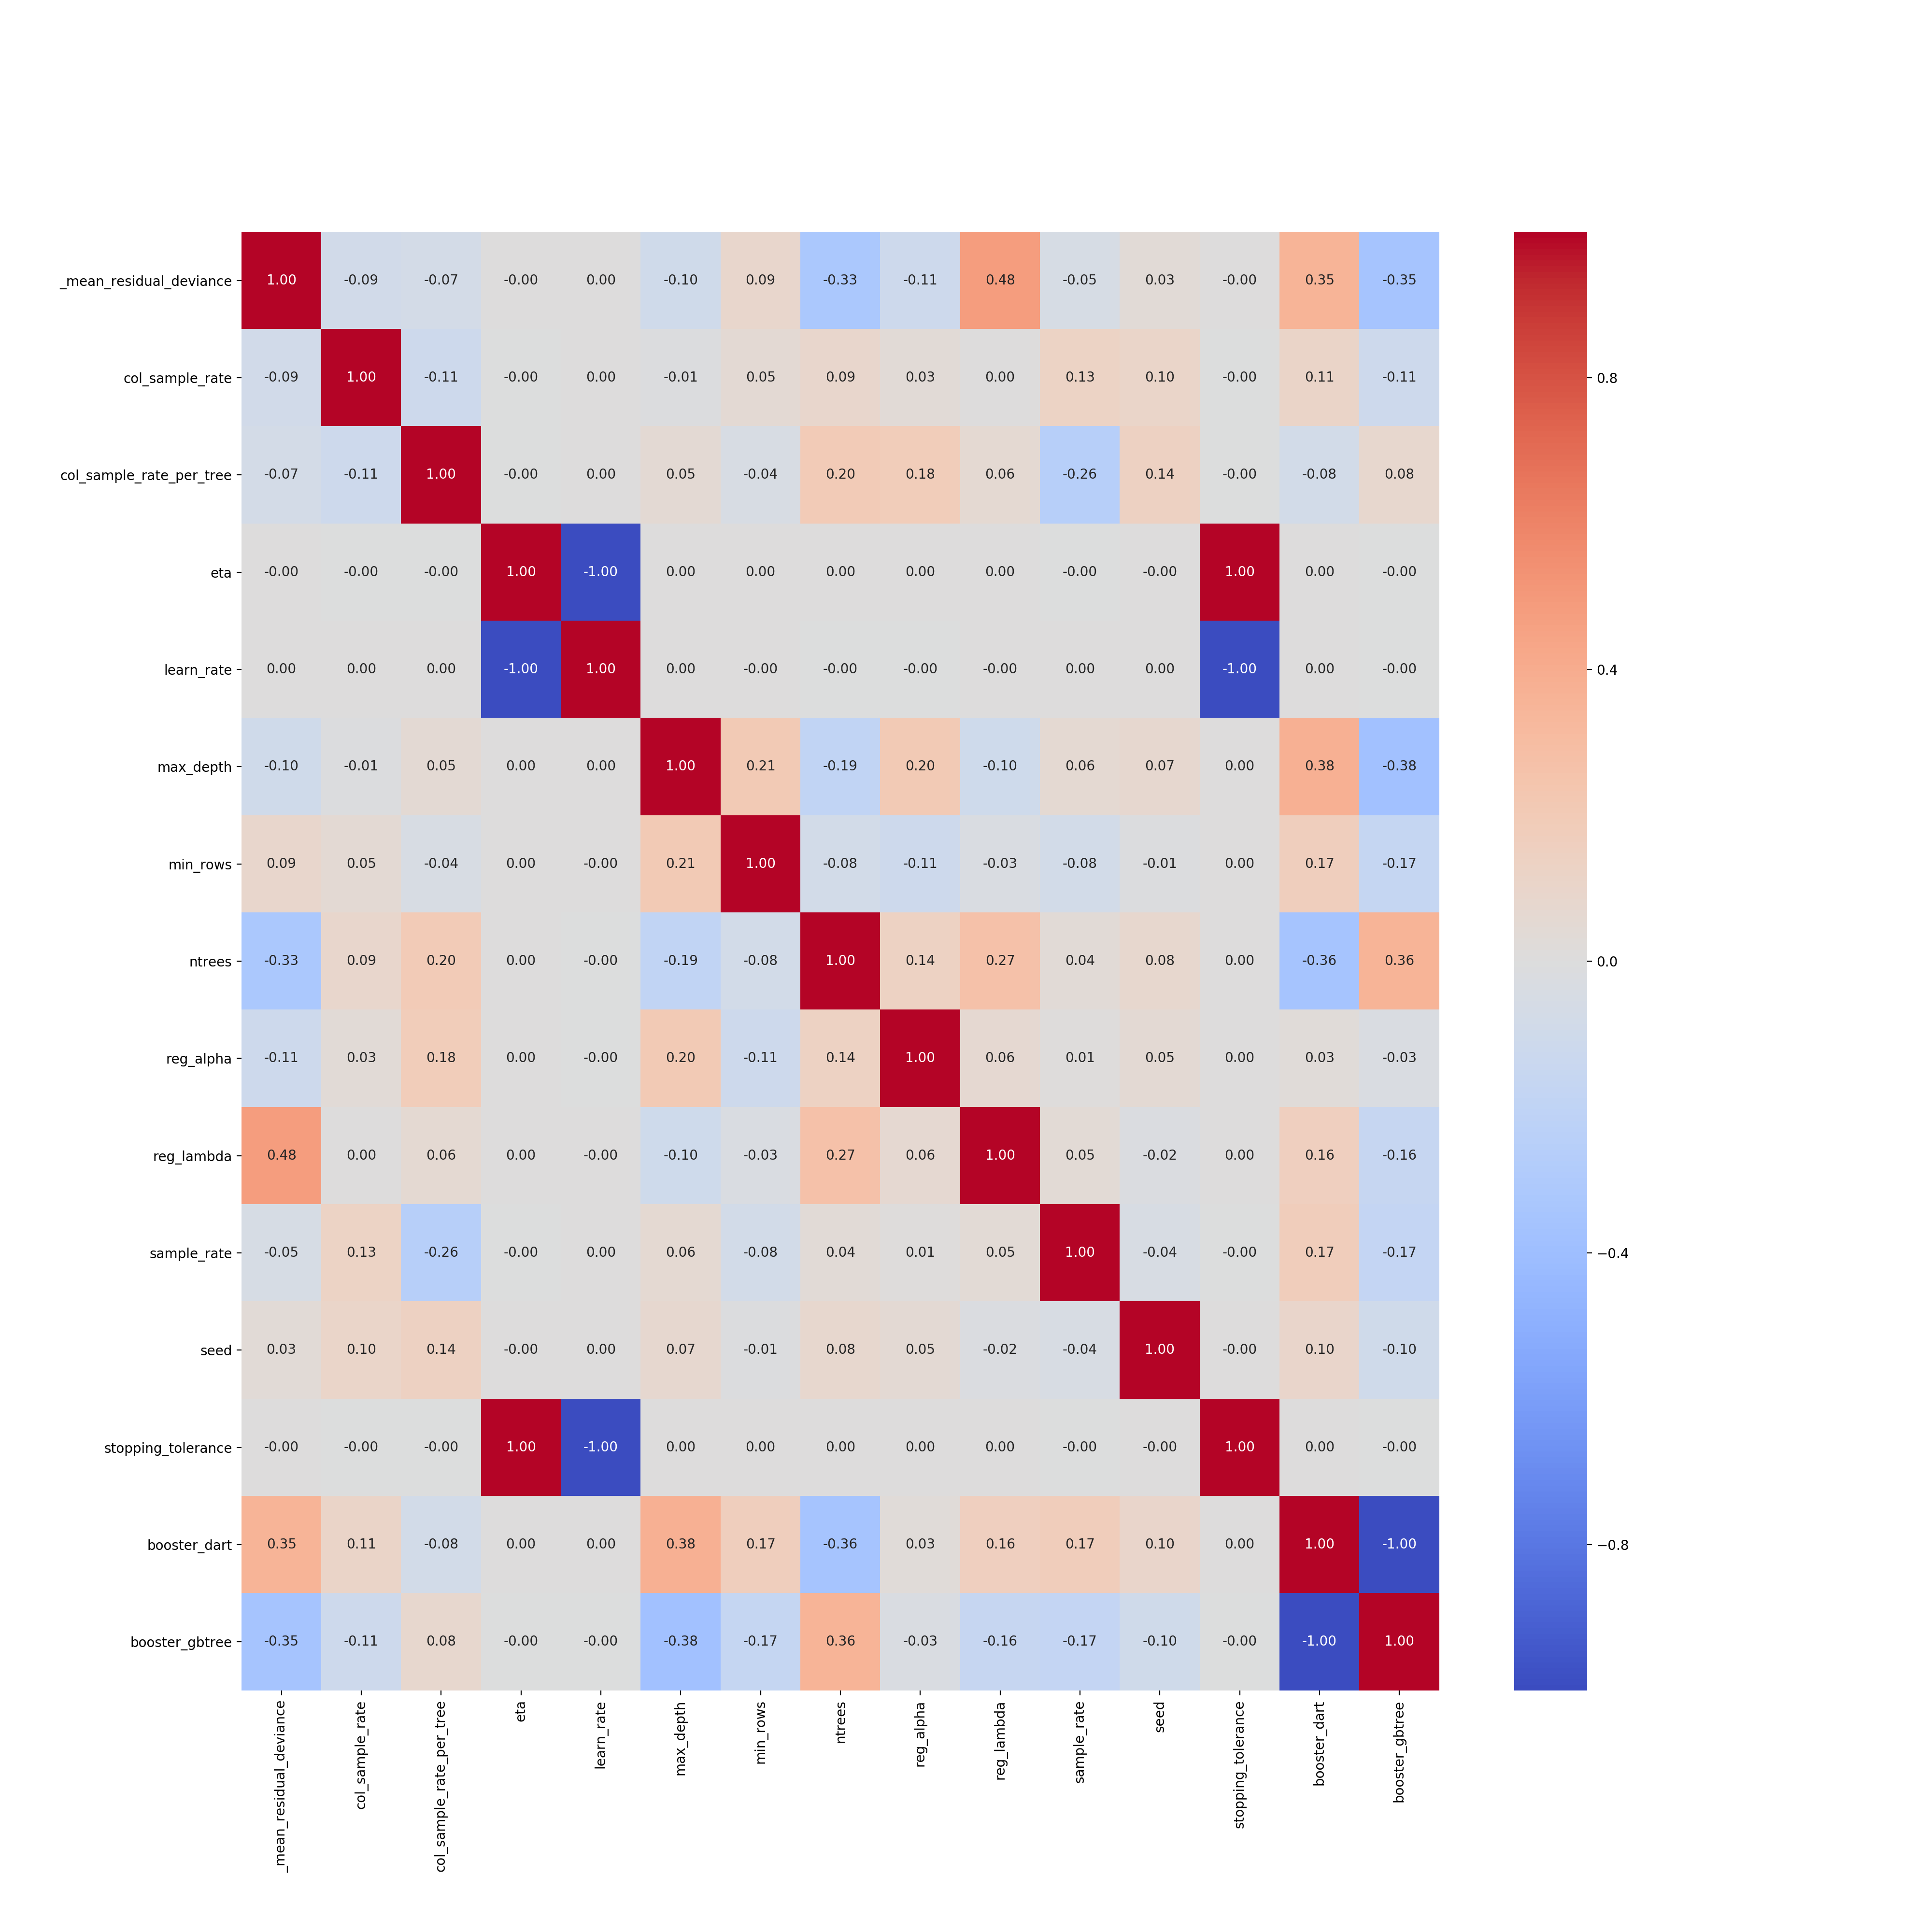 _mean_residual_deviance 1.00 -0.09 -0.07 -0.00 0.00 -0.10 0.09 -0.33 -0.11 0.48 -0.05 0.03 -0.00 0.35 -0.35
col_sample_rate -0.09 1.00 -0.11 -0.00 0.00 -0.01 0.05 0.09 0.03 0.00 0.13 0.10 -0.00 0.11 -0.11
0.8
col_sample_rate_per_tree -0.07 -0.11 1.00 -0.00 0.00 0.05 -0.04 0.20 0.18 0.06 -0.26 0.14 -0.00 -0.08 0.08
eta -0.00 -0.00 -0.00 1.00 -1.00 0.00 0.00 0.00 0.00 0.00 -0.00 -0.00 1.00 0.00 -0.00
learn_rate 0.00 0.00 0.00 -1.00 1.00 0.00 -0.00 -0.00 -0.00 -0.00 0.00 0.00 -1.00 0.00 -0.00
0.4
max_depth -0.10 -0.01 0.05 0.00 0.00 1.00 0.21 -0.19 0.20 -0.10 0.06 0.07 0.00 0.38 -0.38
min_rows 0.09 0.05 -0.04 0.00 -0.00 0.21 1.00 -0.08 -0.11 -0.03 -0.08 -0.01 0.00 0.17 -0.17
ntrees -0.33 0.09 0.20 0.00 -0.00 -0.19 -0.08 1.00 0.14 0.27 0.04 0.08 0.00 -0.36 0.36
0.0
reg_alpha -0.11 0.03 0.18 0.00 -0.00 0.20 -0.11 0.14 1.00 0.06 0.01 0.05 0.00 0.03 -0.03
reg_lambda 0.48 0.00 0.06 0.00 -0.00 -0.10 -0.03 0.27 0.06 1.00 0.05 -0.02 0.00 0.16 -0.16
sample_rate -0.05 0.13 -0.26 -0.00 0.00 0.06 -0.08 0.04 0.01 0.05 1.00 -0.04 -0.00 0.17 -0.17
−0.4
seed 0.03 0.10 0.14 -0.00 0.00 0.07 -0.01 0.08 0.05 -0.02 -0.04 1.00 -0.00 0.10 -0.10
stopping_tolerance -0.00 -0.00 -0.00 1.00 -1.00 0.00 0.00 0.00 0.00 0.00 -0.00 -0.00 1.00 0.00 -0.00
booster_dart 0.35 0.11 -0.08 0.00 0.00 0.38 0.17 -0.36 0.03 0.16 0.17 0.10 0.00 1.00 -1.00
−0.8
booster_gbtree -0.35 -0.11 0.08 -0.00 -0.00 -0.38 -0.17 0.36 -0.03 -0.16 -0.17 -0.10 -0.00 -1.00 1.00
_mean_residual_deviance
col_sample_rate
col_sample_rate_per_tree
eta
learn_rate
max_depth
min_rows
ntrees
reg_alpha
reg_lambda
sample_rate
seed
stopping_tolerance
booster_dart
booster_gbtree